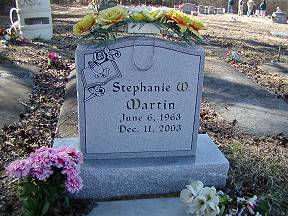 Stephanie W
Martin
June 6, 1963
Dec. 11, 2003